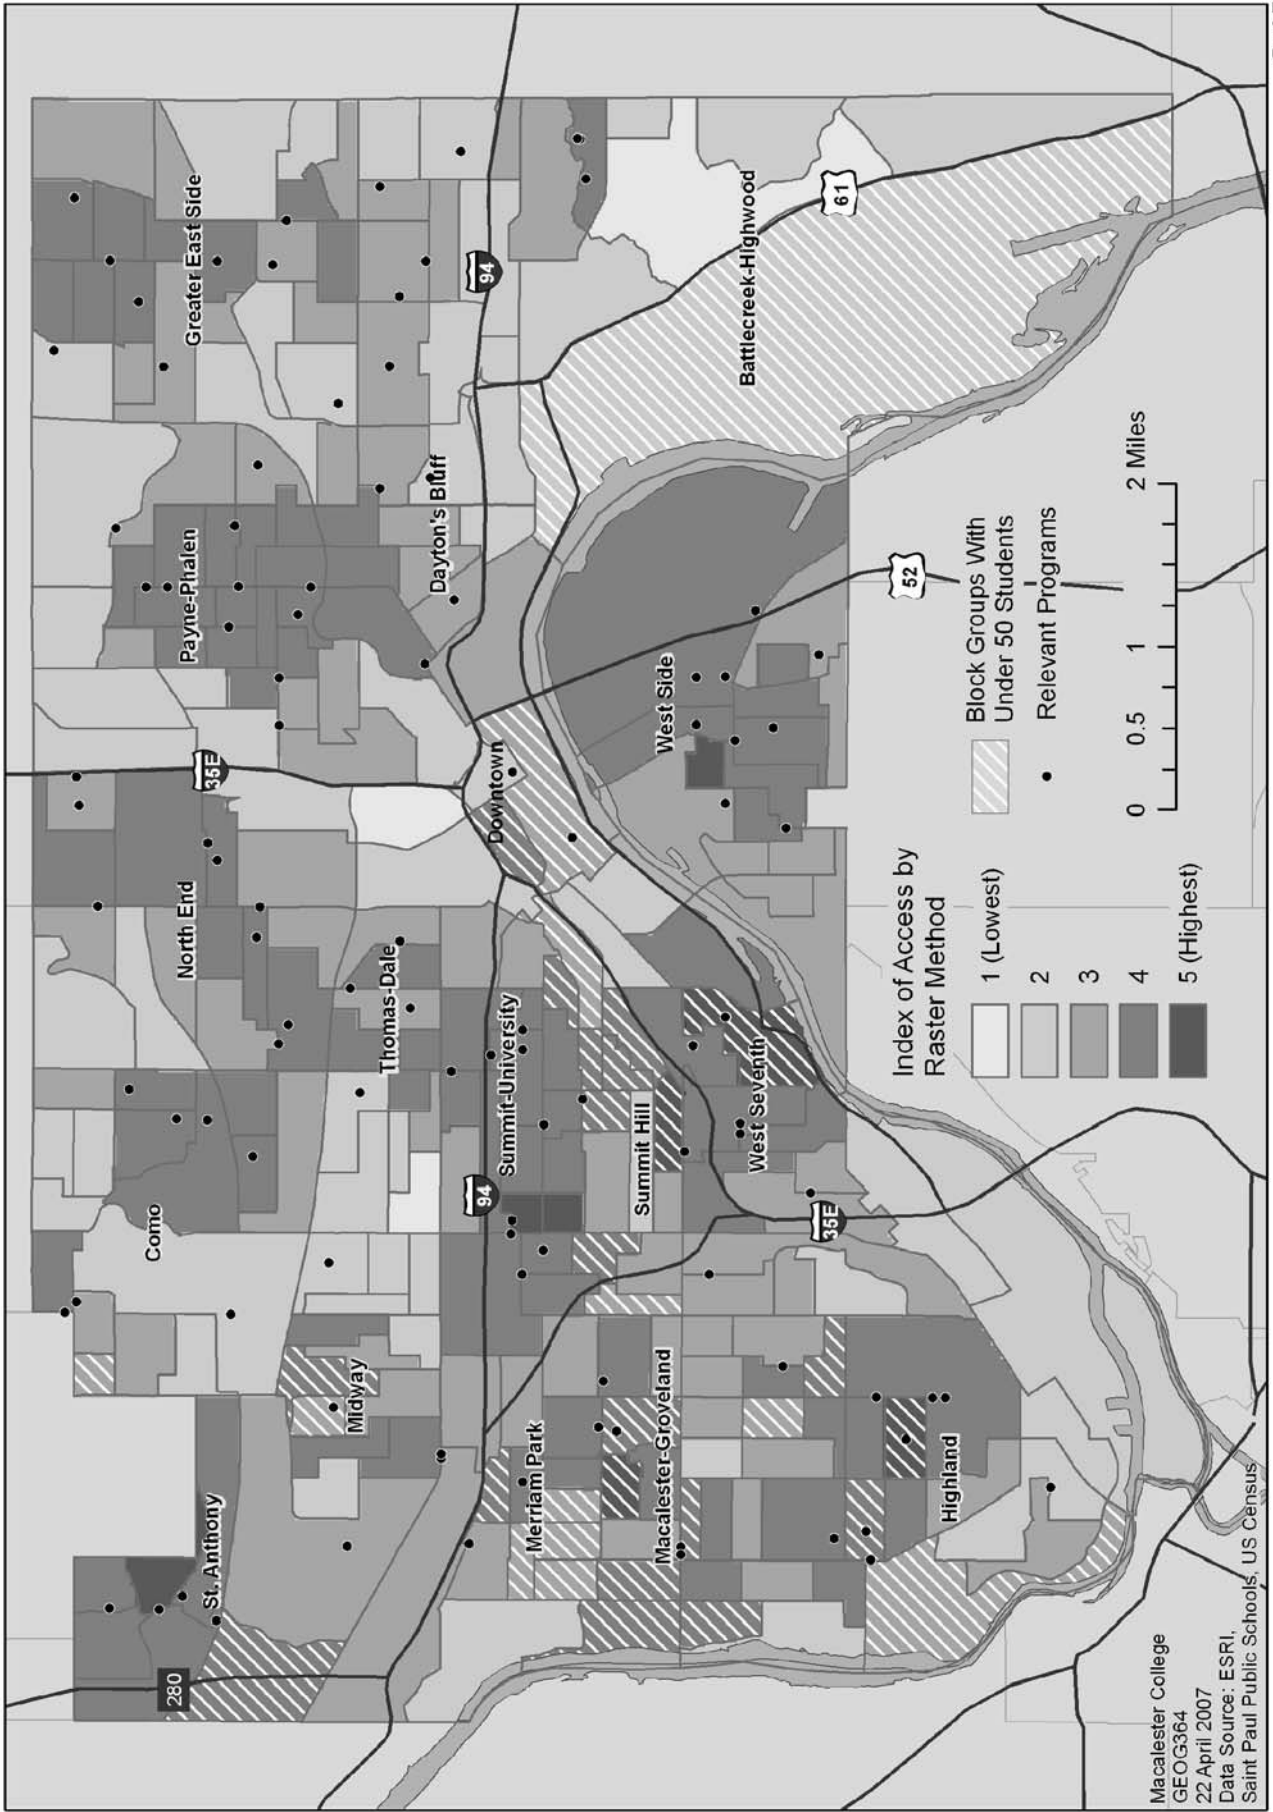 Greater East Side
Payne-Phalen
North End
Como
St. Anthony
280
35E
94
Dayton's Bluff
Thomas-Dale
Midway
Downtown
Summit-University
94
Merriam Park
Summit Hill
Macalester-Groveland
West Side
West Seventh
35E
Highland
Battlecreek-Highwood
61
52
Index of Access by
Raster Method
1 (Lowest)
2
3
4
5 (Highest)
Block Groups With
Under 50 Students
Relevant Programs
0 0.5 1 2 Miles
Macalester College
GEOG364
22 April 2007
Data Source: ESRI,
Saint Paul Public Schools, US Census